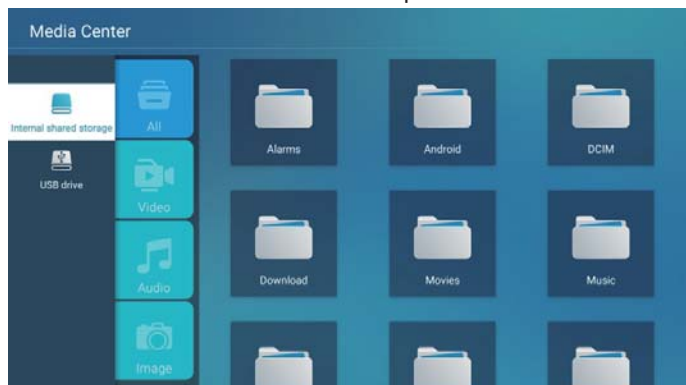 Media Center
Internal shared storage
USB drive
All
Video
Audio
Image
Alarms
Android
DCIM
Download
Movies
Music